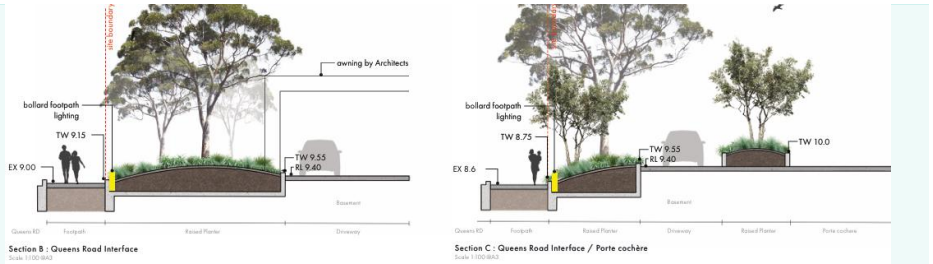 site boundary
awning by Architects
bollard footpath
lighting
TW 9.15
EX 9.00
TW 9.55
RL 9.40
Basement
Queens RD
Footpath
Raised Planter
Driveway
Section B : Queens Road Interface
Scale 1:100@A3
bollard footpath
lighting
TW 8.75
EX 8.6
TW 9.55
RL 9.40
TW 10.0
Basement
Queens RD
Footpath
Raised Planter
Driveway
Raised Planter
Porte cochere
Section C : Queens Road Interface / Porte cochère
Scale 1:100@A3